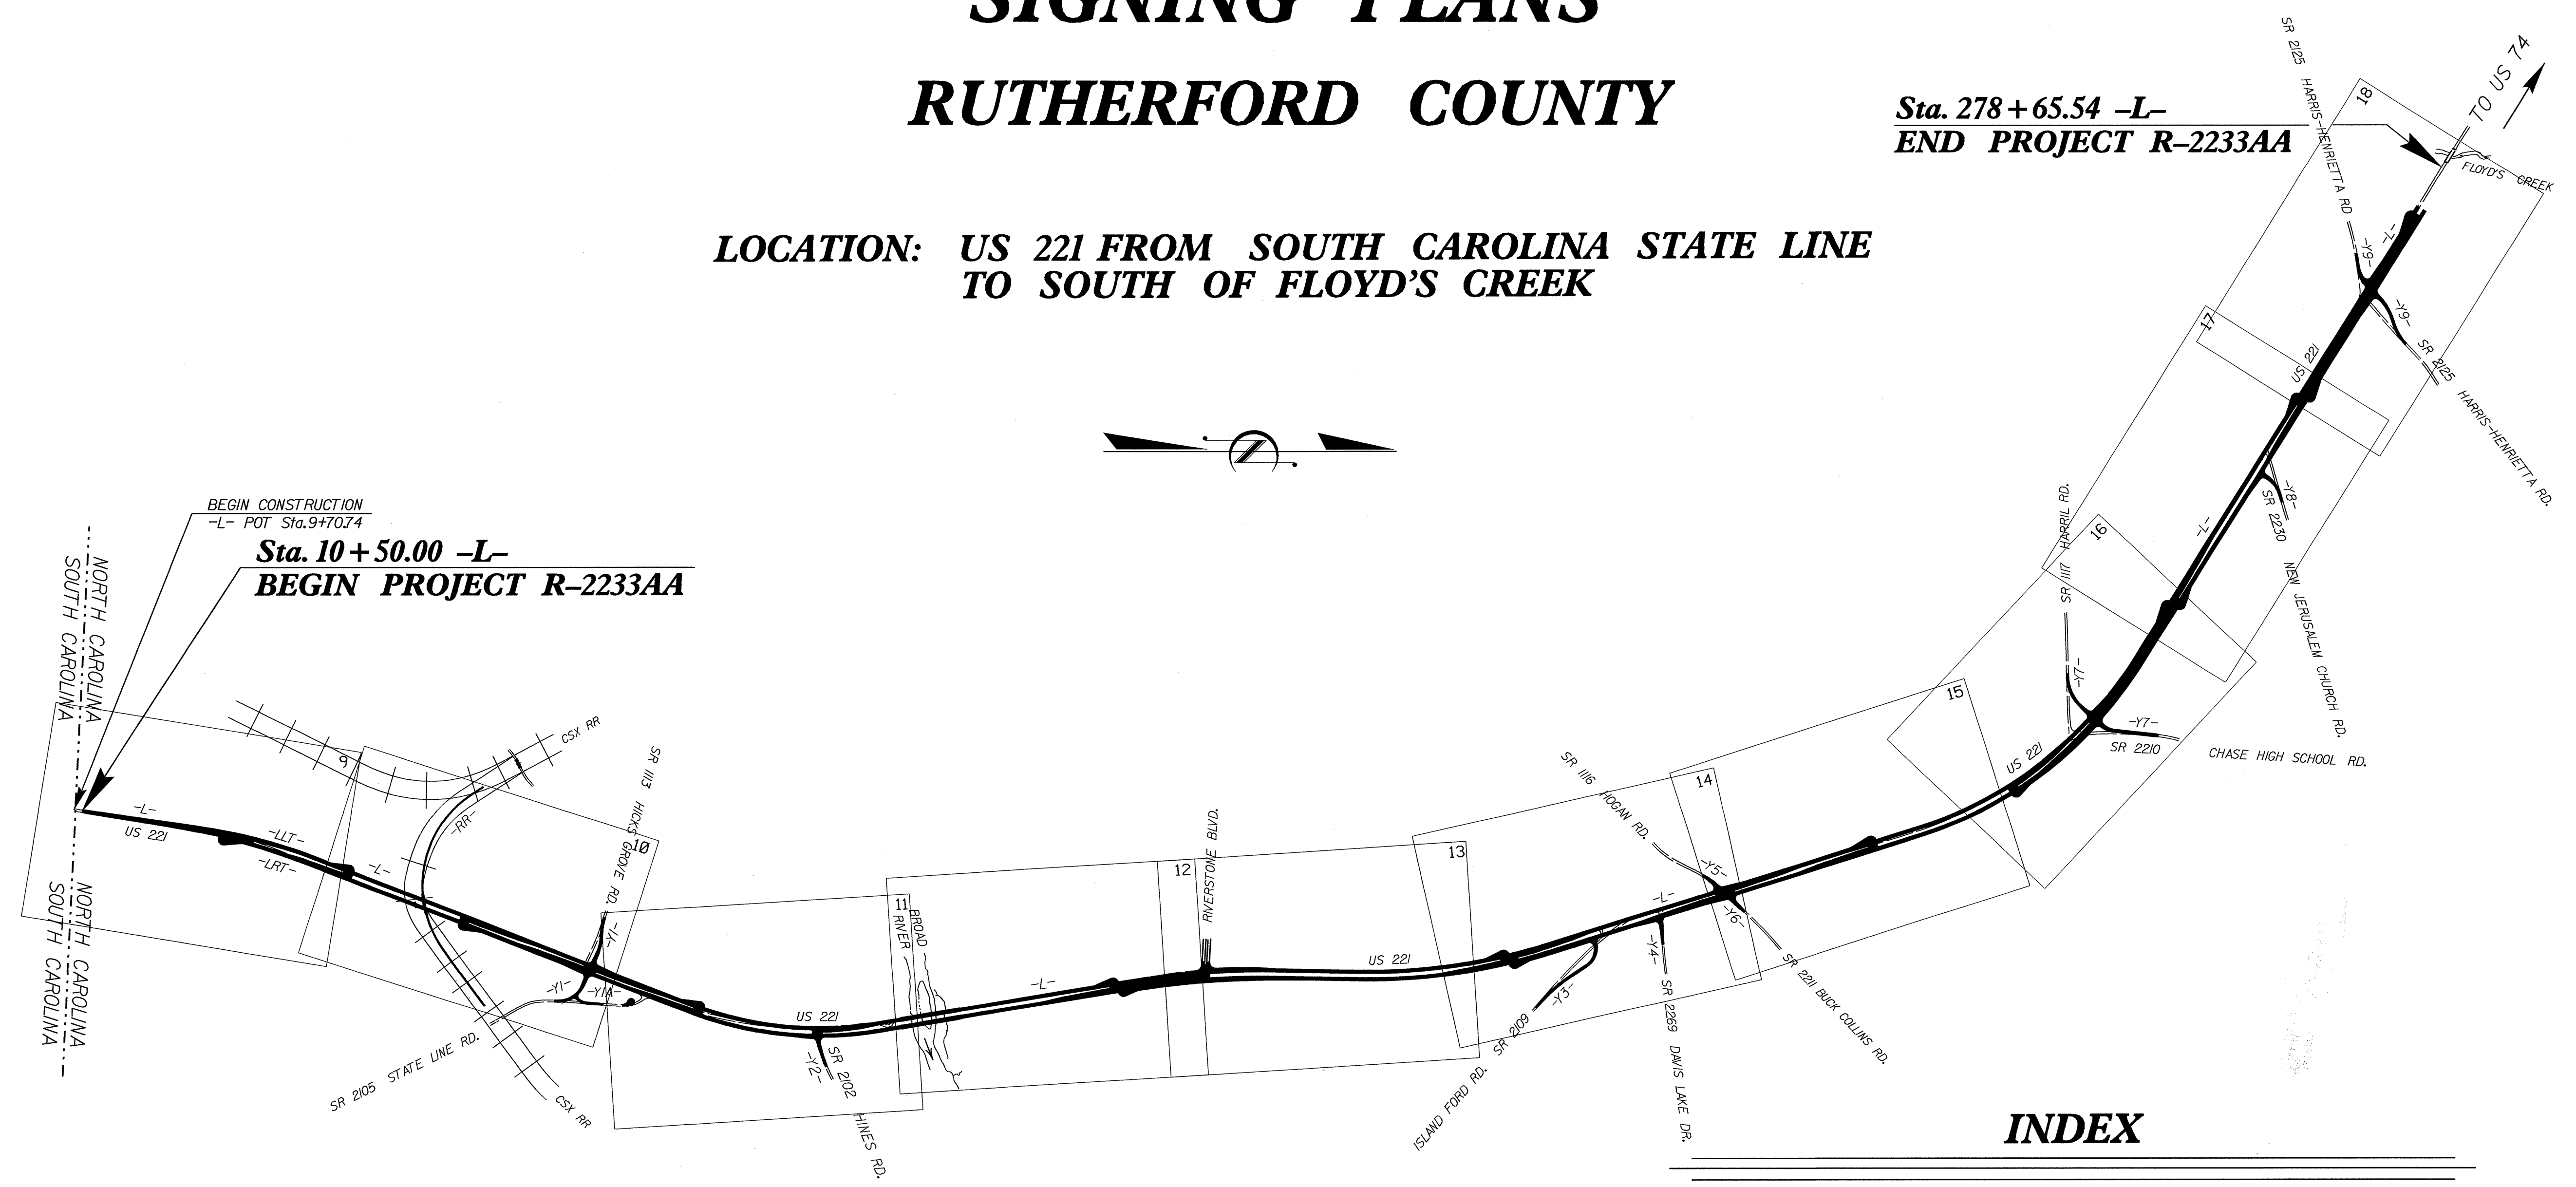 SIGNING PLANS
RUTHERFORD COUNTY
Sta. 278+65.54 –L–
END PROJECT R–2233AA
LOCATION: US 221 FROM SOUTH CAROLINA STATE LINE
TO SOUTH OF FLOYD'S CREEK
TO US 74
18
FLOYD'S CREEK
SR 2125 HARRIS-HENRIETTA RD
-Y9-
-L-
-Y9-
SR 2125 HARRIS-HENRIETTA RD.
17
US 221
-Y8-
SR 2230 NEW JERUSALEM CHURCH RD.
-L-
16
SR 1117 HARRIL RD.
-Y7-
-Y7-
SR 2210 CHASE HIGH SCHOOL RD.
US 221
15
BEGIN CONSTRUCTION
-L- POT Sta.9+70.74
Sta. 10+50.00 –L–
BEGIN PROJECT R–2233AA
NORTH CAROLINA
SOUTH CAROLINA
9
CSX RR
-RR-
SR 1113 HICKS GROVE RD.
10
-L-
US 221
-LLT-
-LRT-
-L-
NORTH CAROLINA
SOUTH CAROLINA
-Y1-
-Y1-
-Y1A-
SR 2105 STATE LINE RD.
CSX RR
US 221
-Y2-
SR 2102 HINES RD.
11
BROAD
RIVER
-L-
12
RIVERSTONE BLVD.
US 221
13
SR 1116 HOGAN RD.
14
-Y5-
-L-
-Y6-
SR 2211 BUCK COLLINS RD.
-Y4-
SR 2269 DAVIS LAKE DR.
-Y3-
SR 2109
ISLAND FORD RD.
INDEX